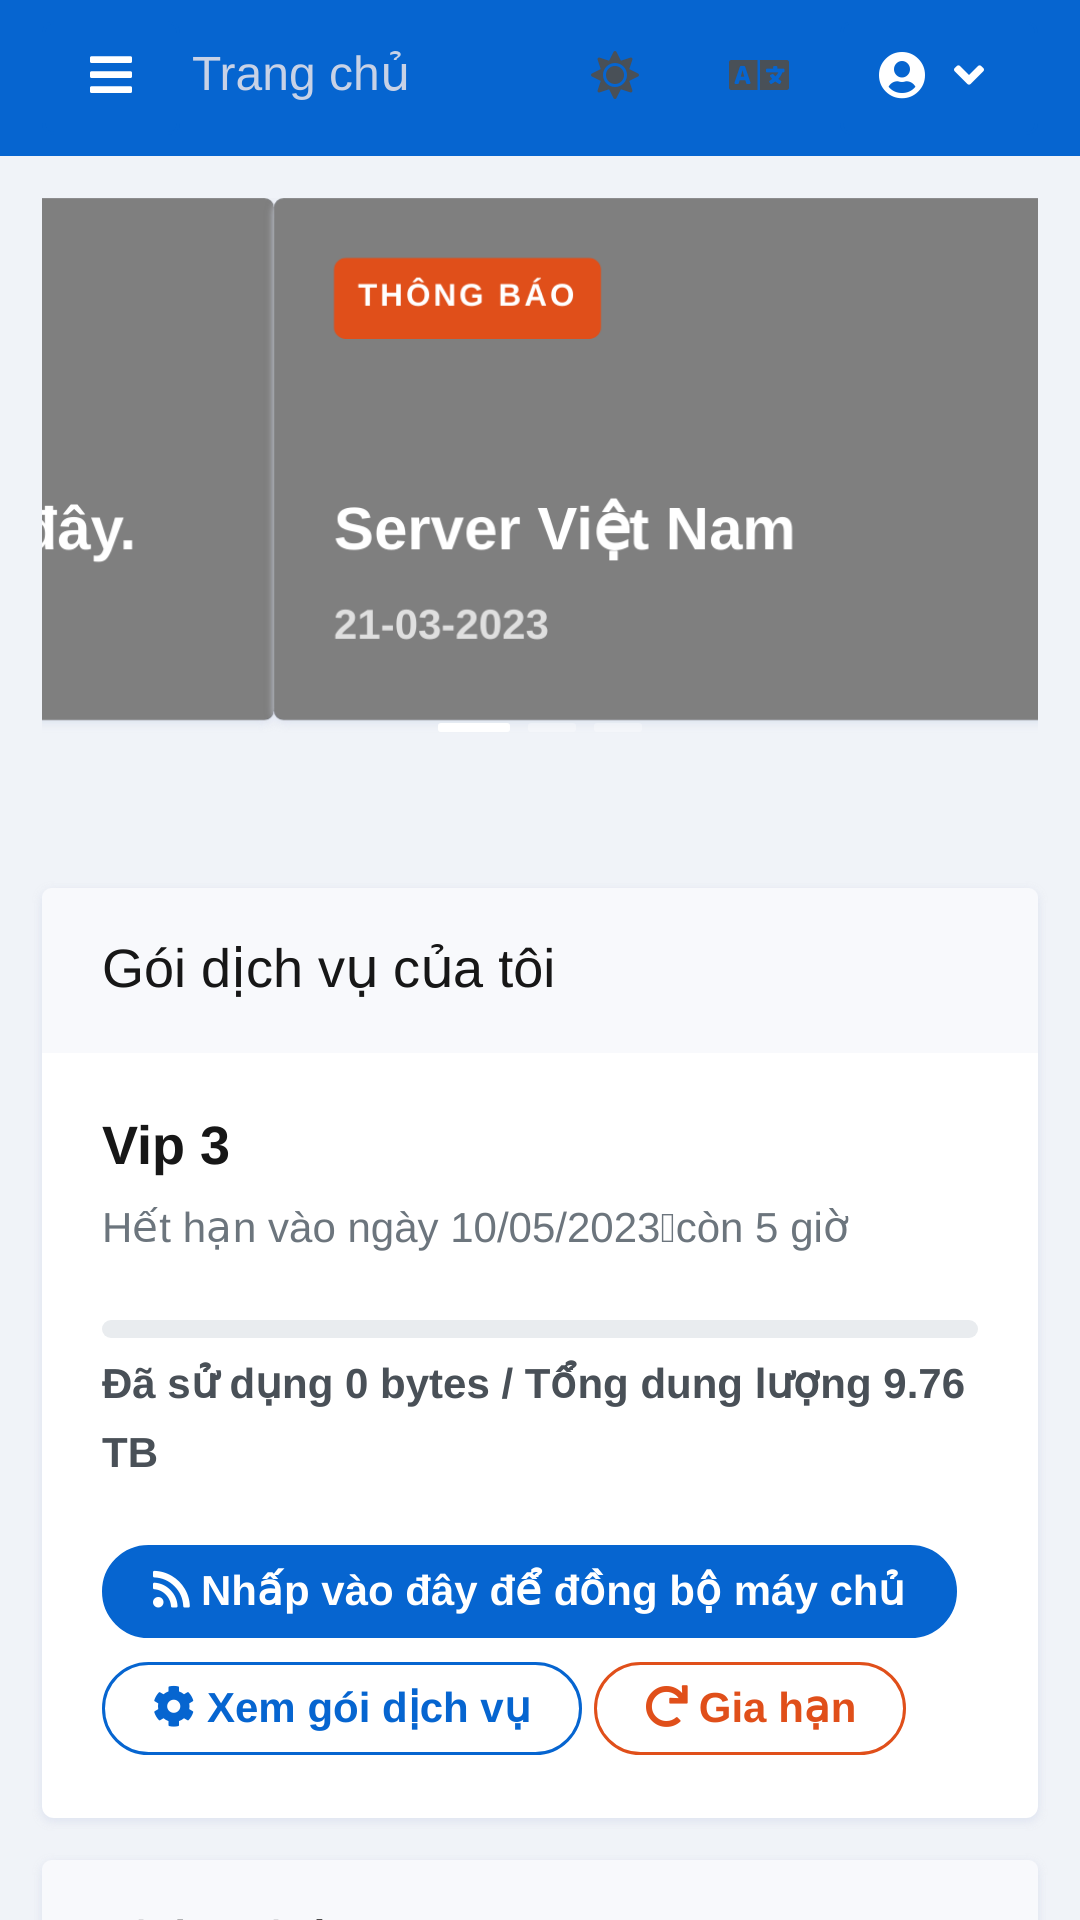 Trang chủ
THÔNG BÁO
đây.
Server Việt Nam
21-03-2023
Gói dịch vụ của tôi
Vip 3
Hết hạn vào ngày 10/05/2023 còn 5 giờ
Đã sử dụng 0 bytes / Tổng dung lượng 9.76
TB
Nhấp vào đây để đồng bộ máy chủ
Xem gói dịch vụ
Gia hạn